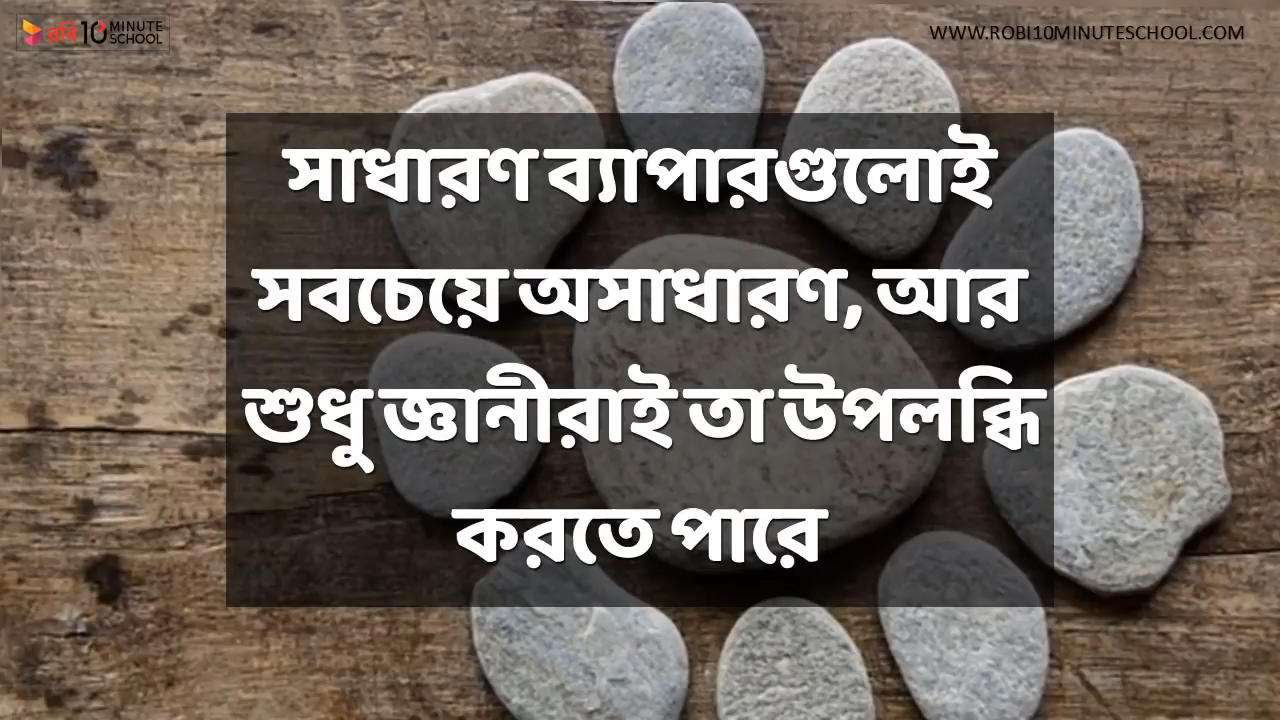 রবি 10 MINUTE SCHOOL
WWW.ROBI10MINUTESCHOOL.COM
সাধারণ ব্যাপারগুলোই
সবচেয়ে অসাধারণ, আর
শুধু জ্ঞানীরাই তা উপলব্ধি
করতে পারে